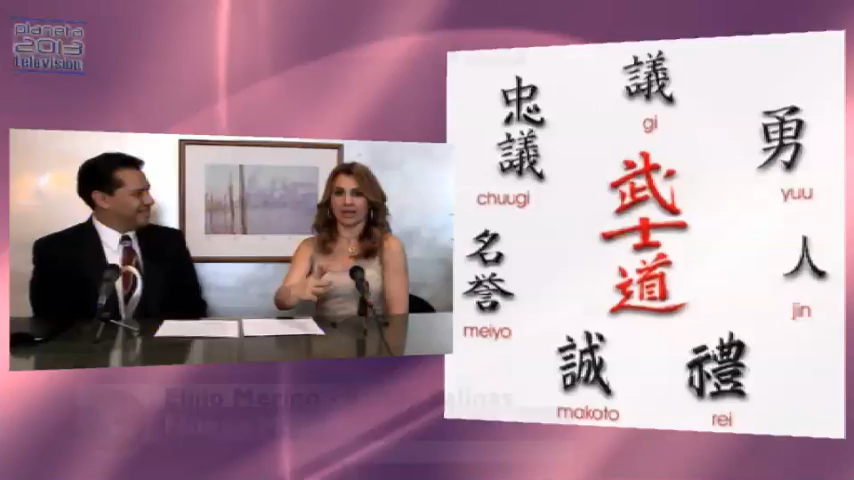 planeta
2013
televisión
議
gi
忠
議
chuugi
勇
yuu
武
士
道
名
誉
meiyo
人
jin
誠
makoto
禮
rei